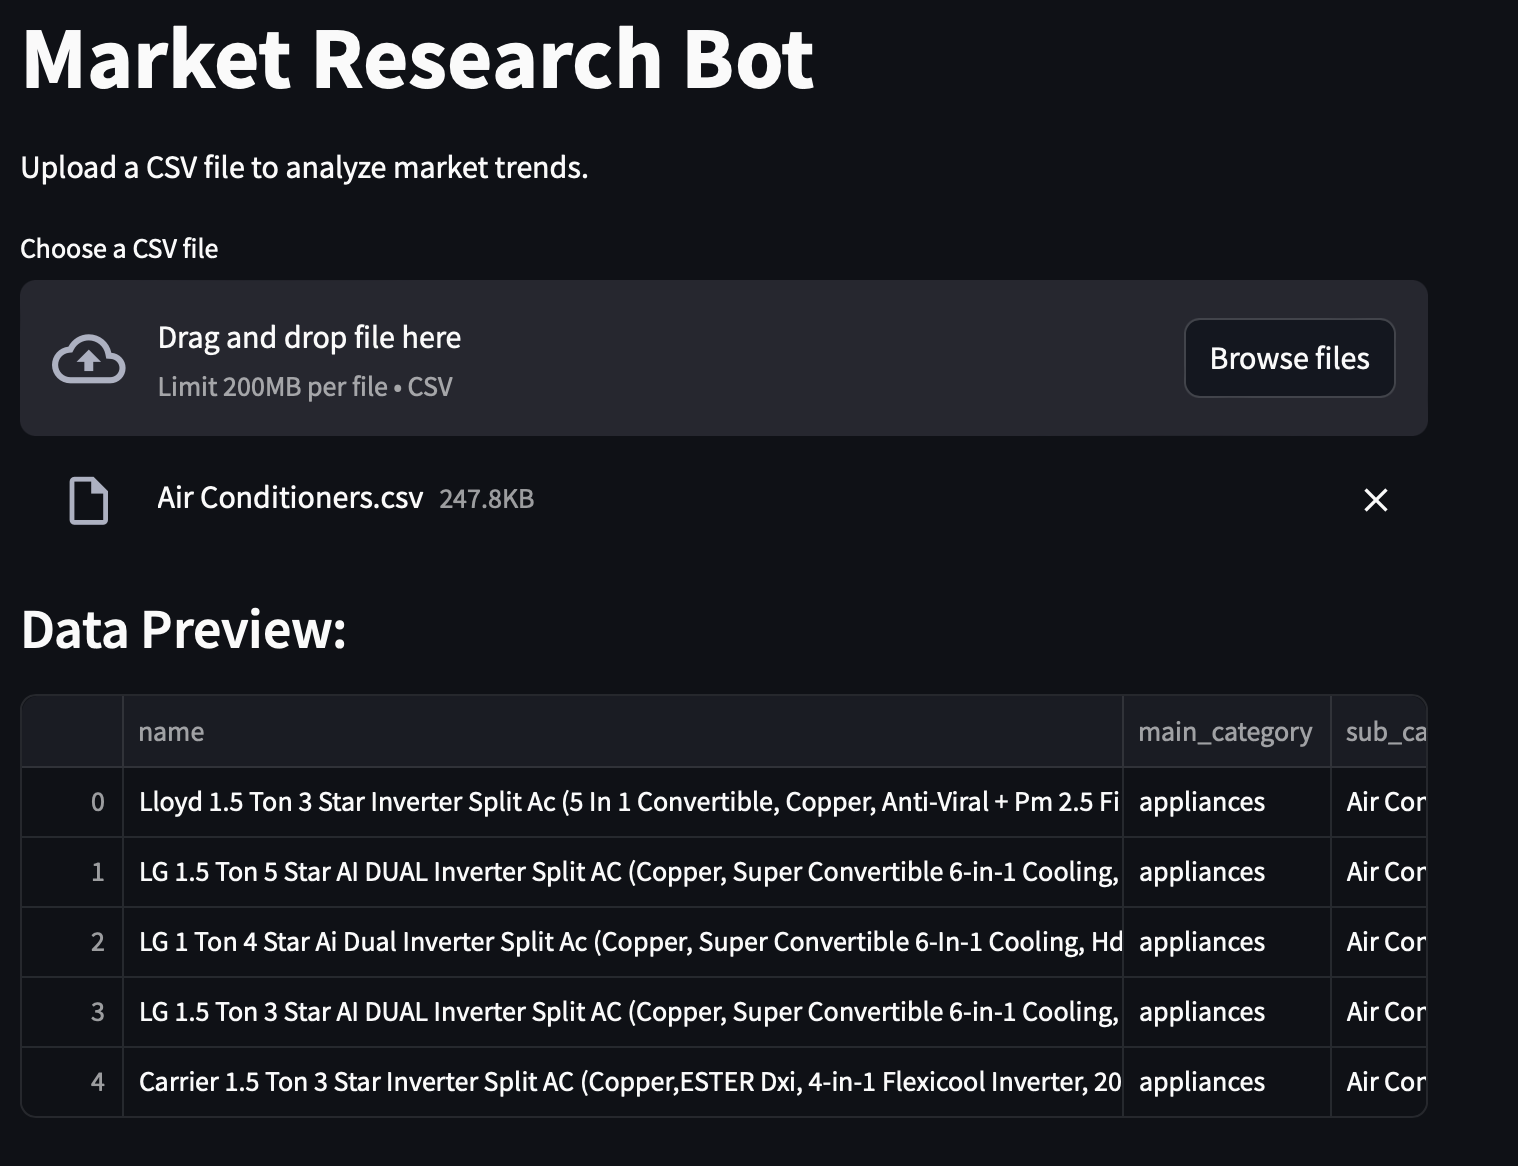 Market Research Bot
Upload a CSV file to analyze market trends.
Choose a CSV file
Drag and drop file here
Limit 200MB per file • CSV
Browse files
Air Conditioners.csv 247.8KB
Data Preview:
name main_category sub_ca
0 Lloyd 1.5 Ton 3 Star Inverter Split Ac (5 In 1 Convertible, Copper, Anti-Viral + Pm 2.5 Fi appliances Air Con
1 LG 1.5 Ton 5 Star AI DUAL Inverter Split AC (Copper, Super Convertible 6-in-1 Cooling, appliances Air Con
2 LG 1 Ton 4 Star Ai Dual Inverter Split Ac (Copper, Super Convertible 6-In-1 Cooling, Hd appliances Air Con
3 LG 1.5 Ton 3 Star AI DUAL Inverter Split AC (Copper, Super Convertible 6-in-1 Cooling, appliances Air Con
4 Carrier 1.5 Ton 3 Star Inverter Split AC (Copper,ESTER Dxi, 4-in-1 Flexicool Inverter, 20 appliances Air Con